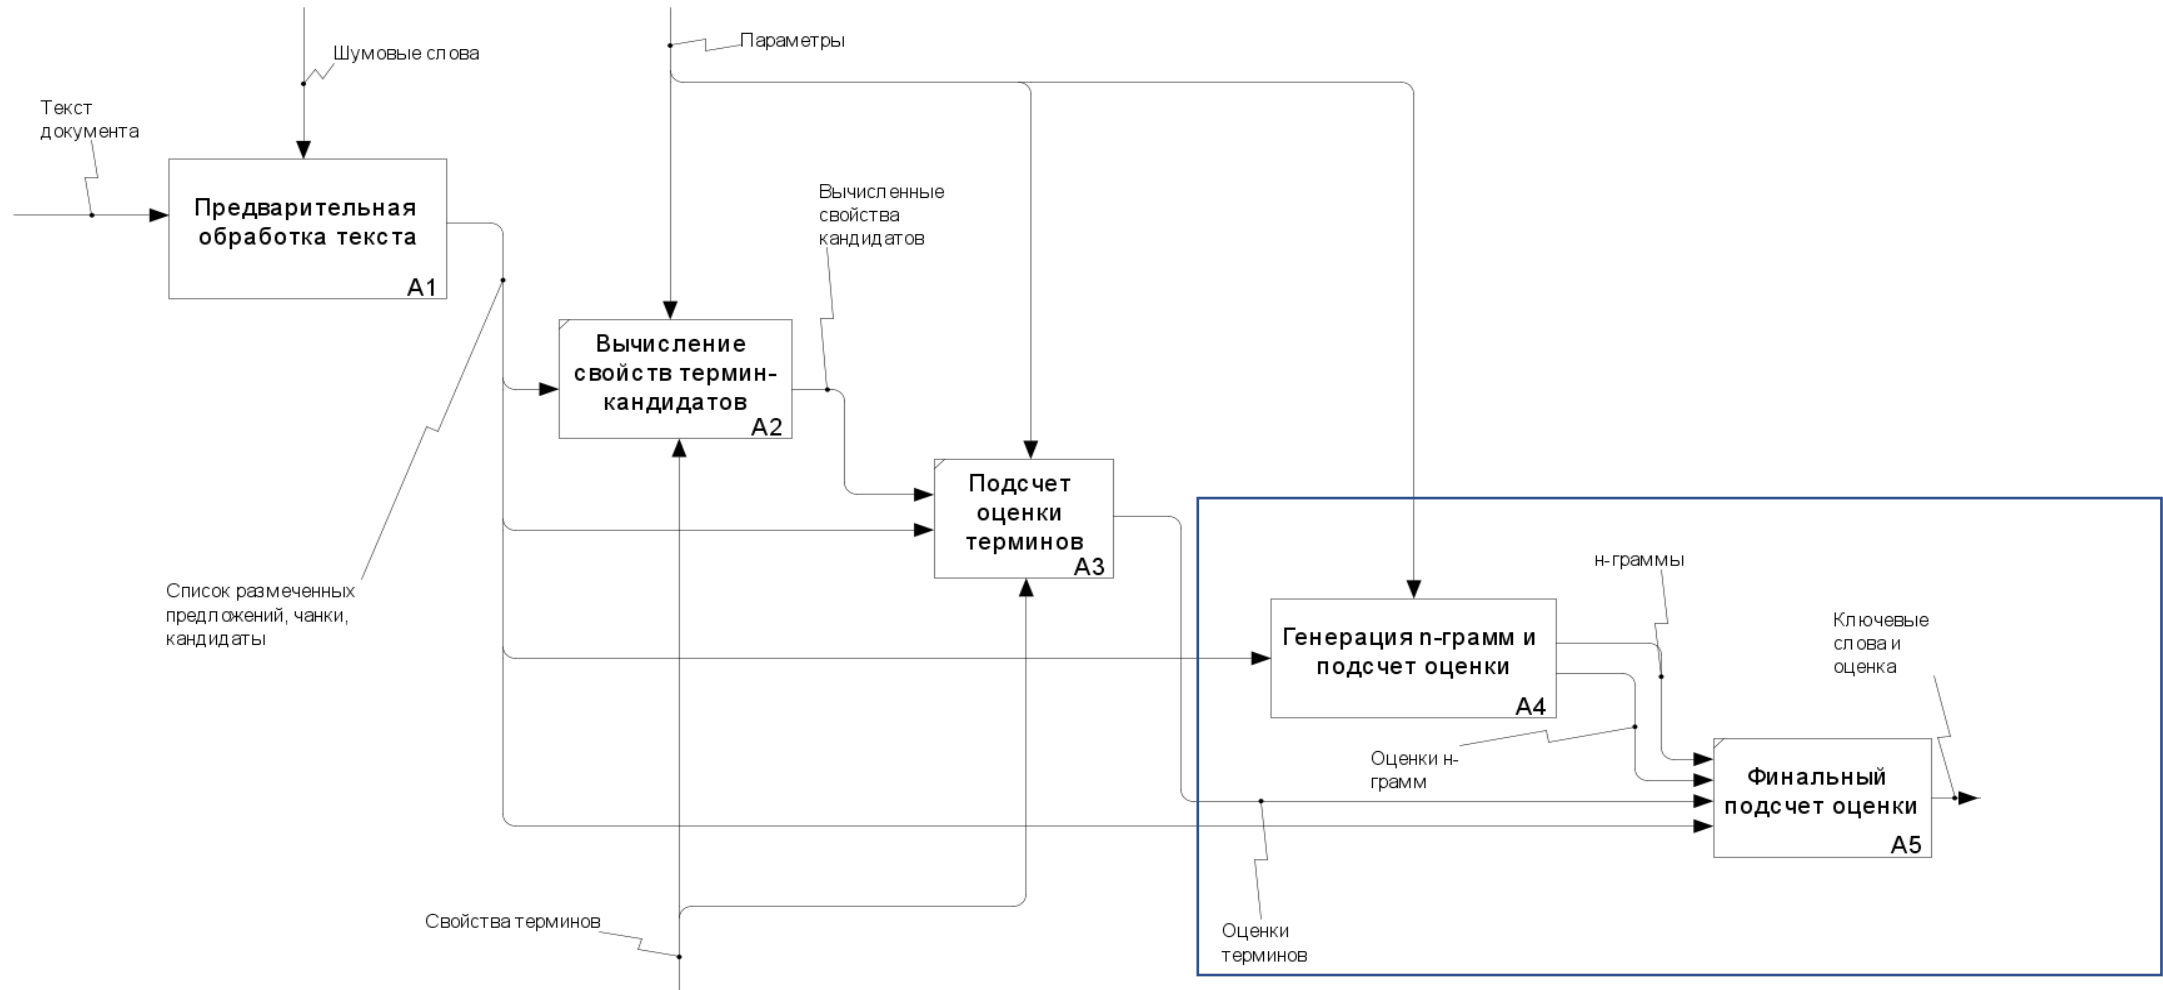 Шумовые слова
Параметры
Текст
документа
Предварительная
обработка текста
A1
Вычисленные
свойства
кандидатов
Вычисление
свойств термин-
кандидатов
A2
Подсчет
оценки
терминов
A3
Список размеченных
предложений, чанки,
кандидаты
н-граммы
Генерация n-грамм и
подсчет оценки
A4
Ключевые
слова и
оценка
Оценки н-
грамм
Финальный
подсчет оценки
A5
Свойства терминов
Оценки
терминов